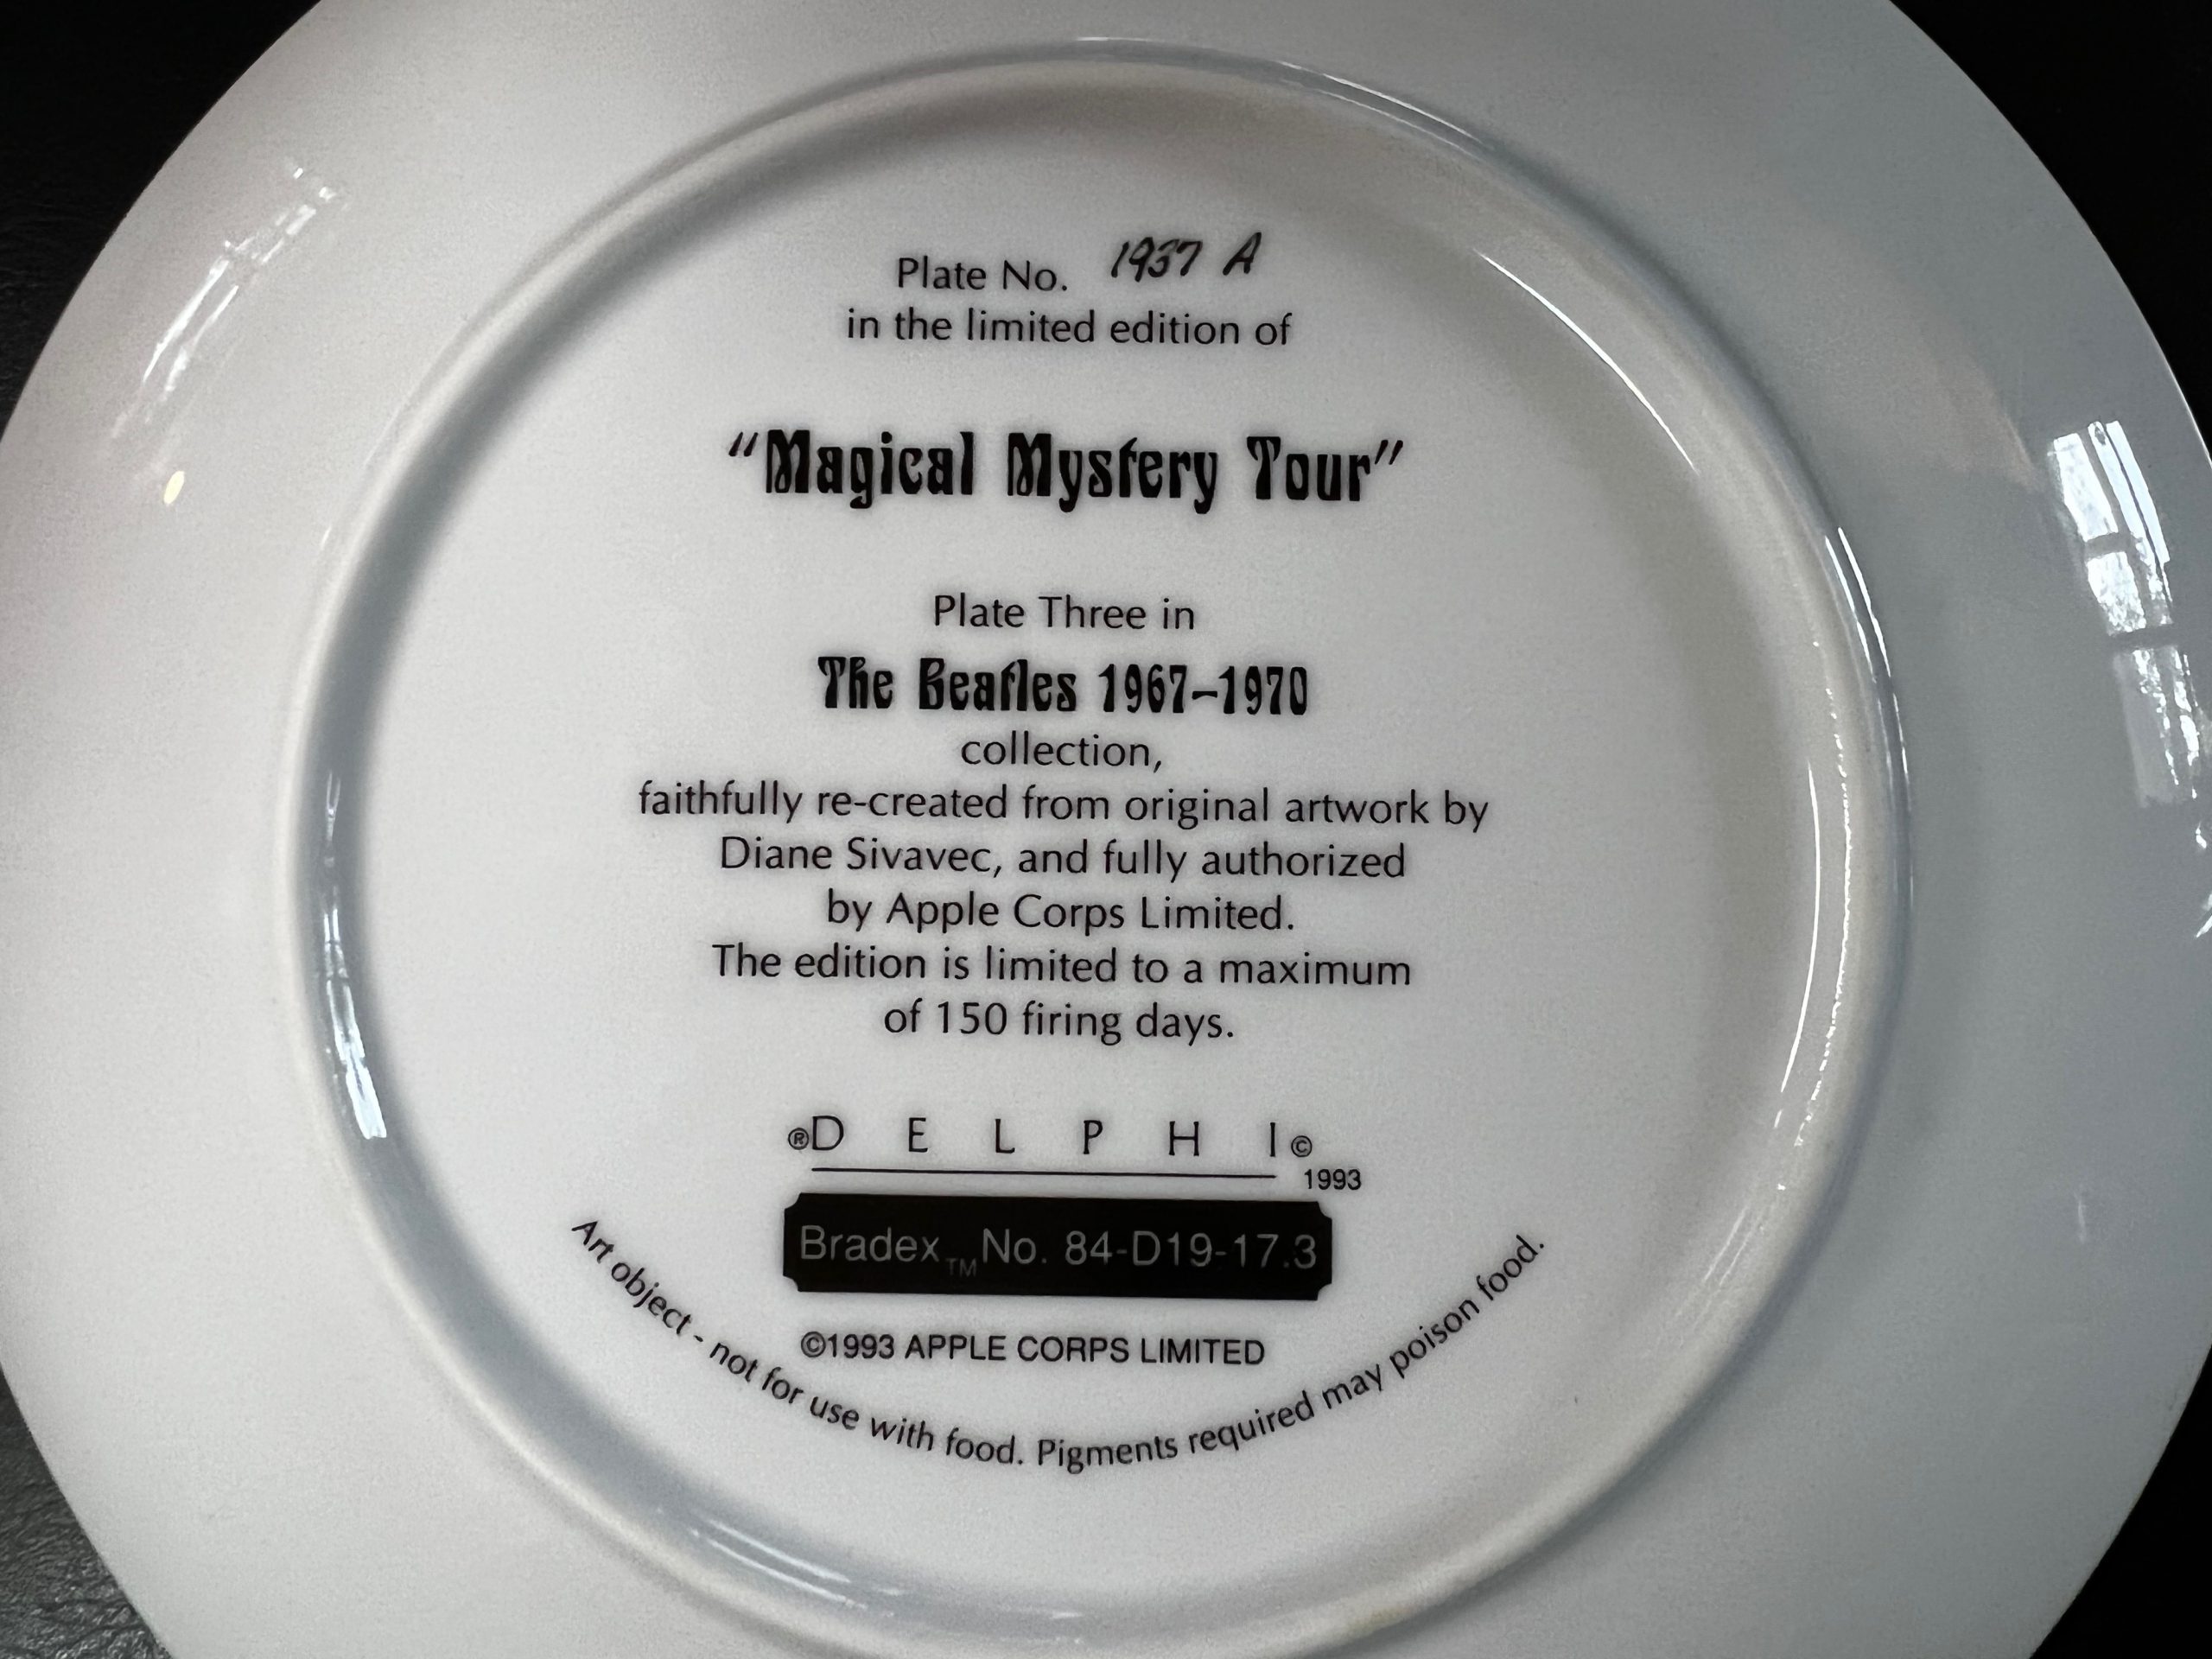 Plate No. 1937 A
in the limited edition of
"Magical Mystery Tour"
Plate Three in
The Beatles 1967–1970
collection,
faithfully re-created from original artwork by
Diane Sivavec, and fully authorized
by Apple Corps Limited.
The edition is limited to a maximum
of 150 firing days.
®DELPHI©
1993
Bradex™ No. 84-D19-17.3
©1993 APPLE CORPS LIMITED
Art object - not for use with food. Pigments required may poison food.